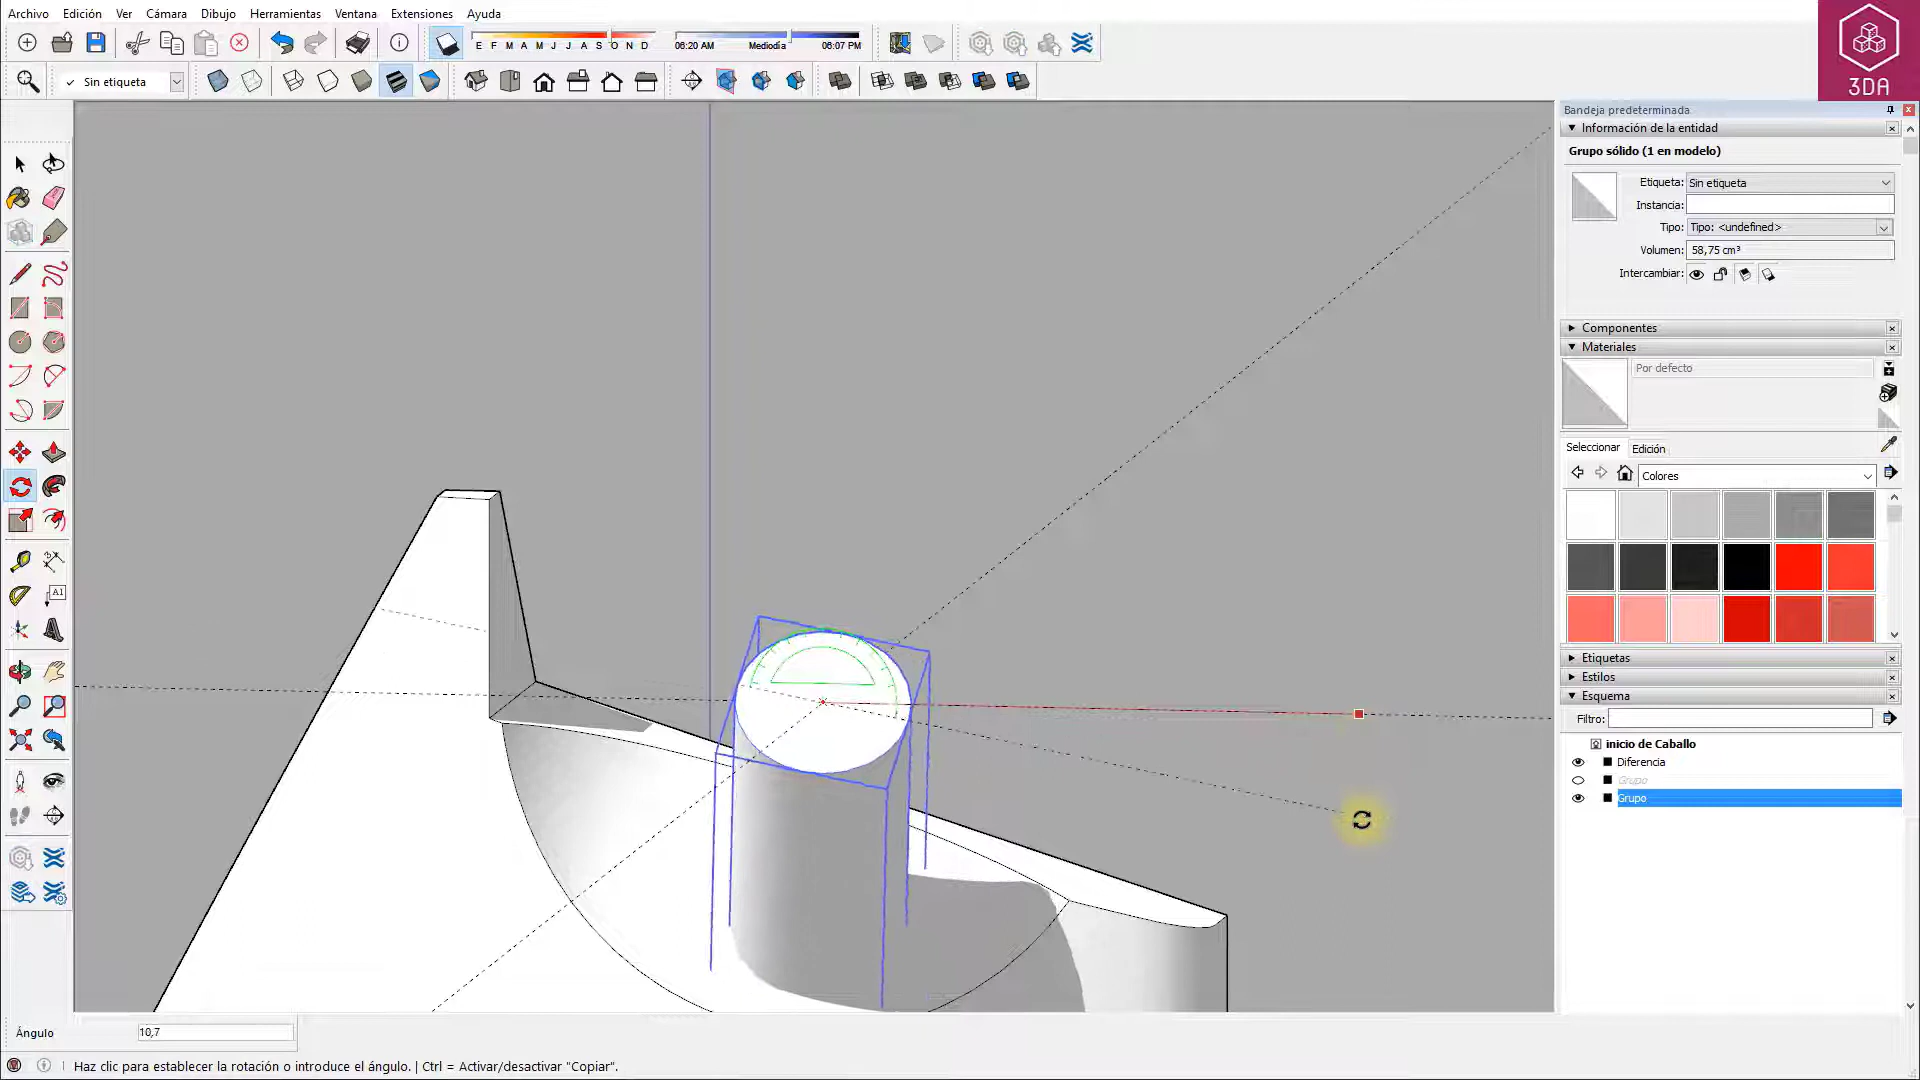 Archivo Edición Ver Cámara Dibujo Herramientas Ventana Extensiones Ayuda
E F M A M J J A S O N D 06:20 AM Mediodía 06:07 PM
3DA
Sin etiqueta
Bandeja predeterminada
Información de la entidad
Grupo sólido (1 en modelo)
Etiqueta: Sin etiqueta
Instancia:
Tipo: Tipo: <undefined>
Volumen: 58,75 cm³
Intercambiar:
Componentes
Materiales
Por defecto
Seleccionar Edición
Colores
A1
Etiquetas
Estilos
Esquema
Filtro:
inicio de Caballo
Diferencia
Grupo
Grupo
Ángulo 10,7
Haz clic para establecer la rotación o introduce el ángulo. | Ctrl = Activar/desactivar "Copiar".